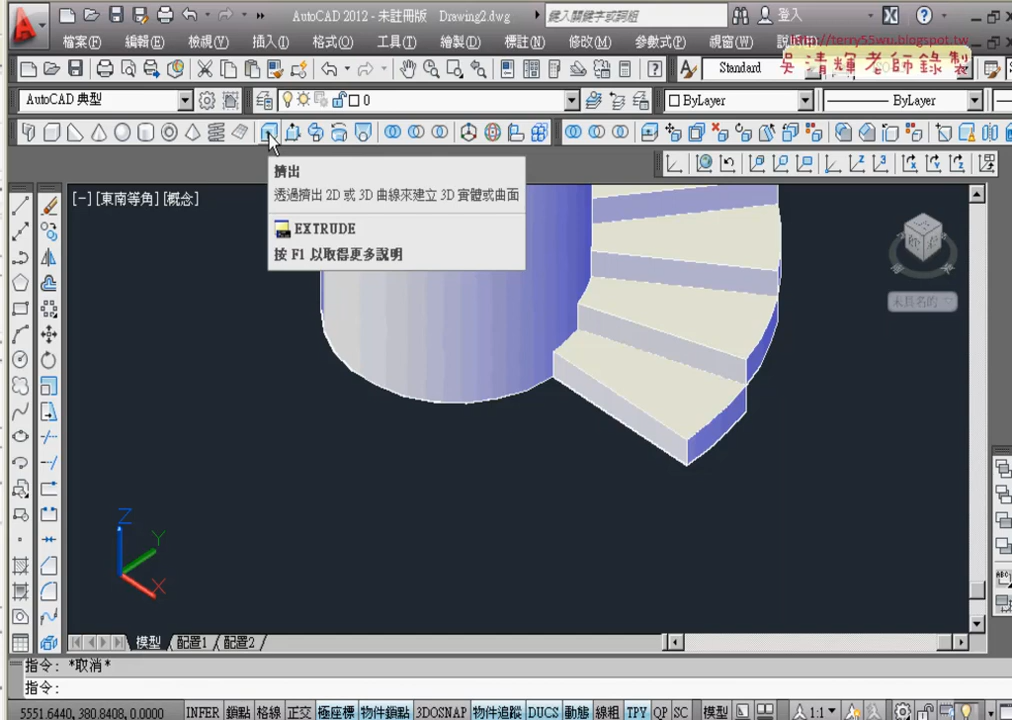 AutoCAD 2012 - 未註冊版 Drawing2.dwg
鍵入關鍵字或詞組
登入
檔案(F) 編輯(E) 檢視(V) 插入(I) 格式(O) 工具(T) 繪製(D) 標註(N) 修改(M) 參數式(P) 視窗(W)
http://terry55wu.blogspot.tw
吳清輝老師錄製
Standard
AutoCAD 典型
0
ByLayer
ByLayer
[-] [東南等角] [概念]
擠出
透過擠出 2D 或 3D 曲線來建立 3D 實體或曲面
EXTRUDE
按 F1 以取得更多說明
未具名的
Z
Y
X
模型 配置1 配置2
指令: *取消*
指令:
5551.6440, 380.8408, 0.0000 INFER 鎖點 格線 正交 極座標 物件鎖點 3DOSNAP 物件追蹤 DUCS 動態 線粗 TPY QP SC 模型 1:1